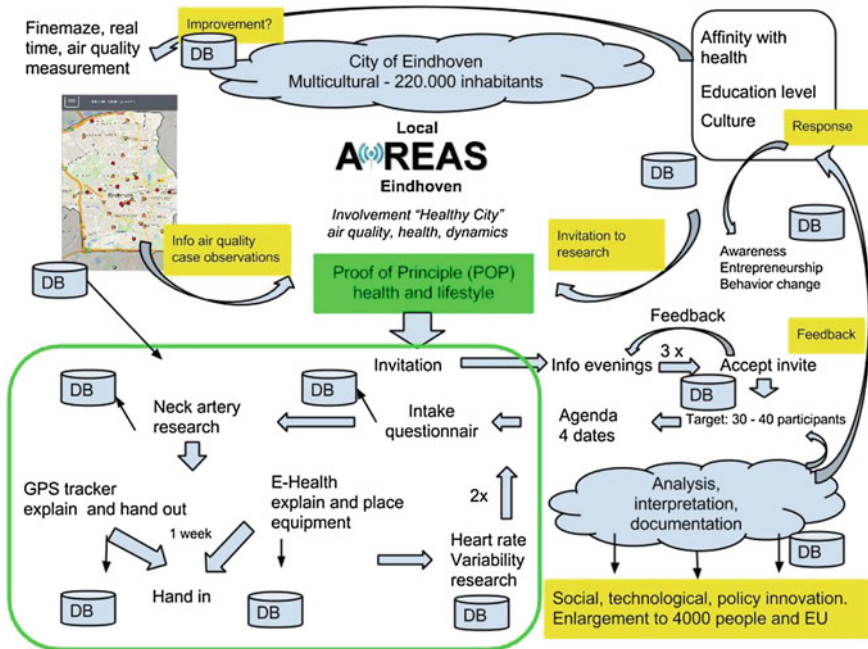 Finemaze, real
time, air quality
measurement
Improvement?
DB
City of Eindhoven
Multicultural - 220.000 inhabitants
Affinity with
health
Education level
Culture
Response
Local
AiREAS
Eindhoven
DB
DB
Involvement "Healthy City"
air quality, health, dynamics
Info air quality
case observations
Invitation to
research
Awareness
Entrepreneurship
Behavior change
DB
Proof of Principle (POP)
health and lifestyle
Feedback
Feedback
Invitation
Info evenings
3 x
Accept invite
DB
DB
DB
Neck artery
research
Intake
questionnair
Agenda
4 dates
Target: 30 - 40 participants
GPS tracker
explain and hand out
E-Health
explain and place
equipment
2x
Analysis,
interpretation,
documentation
1 week
Heart rate
Variability
research
DB
Hand in
DB
DB
DB
Social, technological, policy innovation.
Enlargement to 4000 people and EU